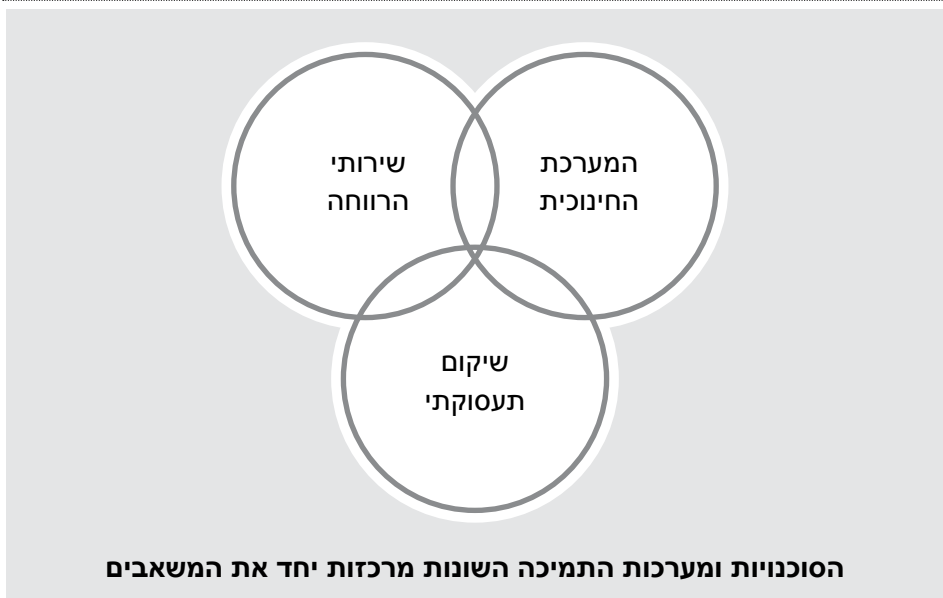 המערכת
החינוכית
שירותי
הרווחה
שיקום
תעסוקתי
הסוכנויות ומערכות התמיכה השונות מרכזות יחד את המשאבים